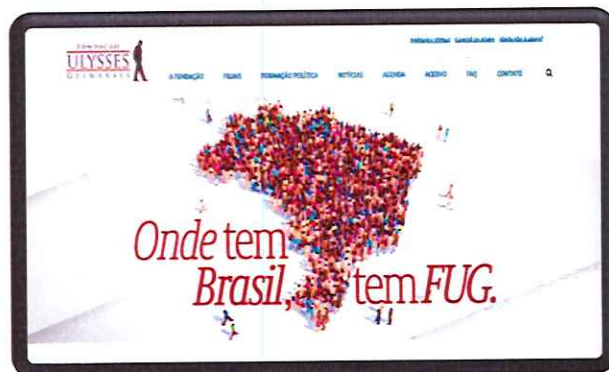 FUNDAÇÃO
ULYSSES
GUIMARÃES
A FUNDAÇÃO FILIAIS FORMAÇÃO POLÍTICA NOTÍCIAS AGENDA ACERVO FAQ CONTATO
Onde tem
Brasil, tem FUG.